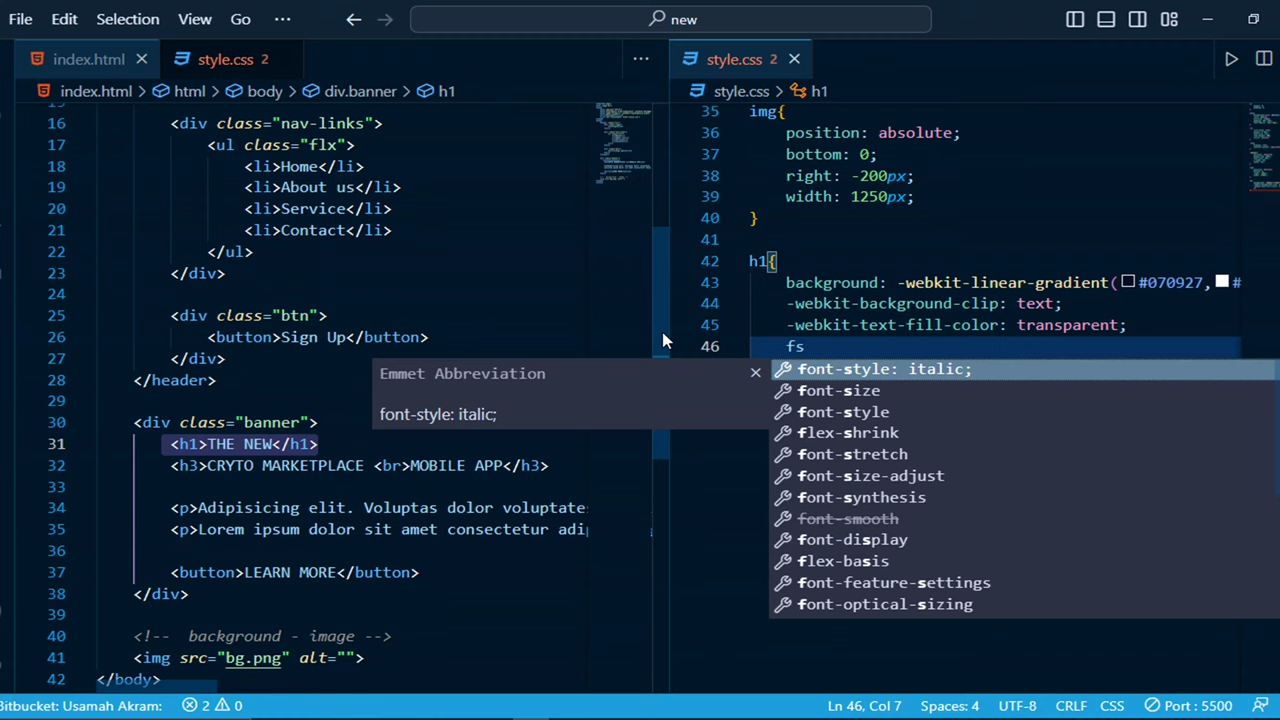 File Edit Selection View Go ··· new
index.html style.css 2 ···
index.html > html > body > div.banner > h1
16 <div class="nav-links">
17 <ul class="flx">
18 <li>Home</li>
19 <li>About us</li>
20 <li>Service</li>
21 <li>Contact</li>
22 </ul>
23 </div>
24
25 <div class="btn">
26 <button>Sign Up</button>
27 </div>
28 </header>
29
30 <div class="banner">
31 <h1>THE NEW</h1>
32 <h3>CRYTO MARKETPLACE <br>MOBILE APP</h3>
33
34 <p>Adipisicing elit. Voluptas dolor voluptate
35 <p>Lorem ipsum dolor sit amet consectetur adi
36
37 <button>LEARN MORE</button>
38 </div>
39
40 <!-- background - image -->
41 <img src="bg.png" alt="">
42 </body>
style.css 2
style.css > h1
35 img{
36 position: absolute;
37 bottom: 0;
38 right: -200px;
39 width: 1250px;
40 }
41
42 h1{
43 background: -webkit-linear-gradient(#070927,#
44 -webkit-background-clip: text;
45 -webkit-text-fill-color: transparent;
46 fs
Emmet Abbreviation
font-style: italic;
font-style: italic;
font-size
font-style
flex-shrink
font-stretch
font-size-adjust
font-synthesis
font-smooth
font-display
flex-basis
font-feature-settings
font-optical-sizing
Bitbucket: Usamah Akram: 2 0 Ln 46, Col 7 Spaces: 4 UTF-8 CRLF CSS Port : 5500